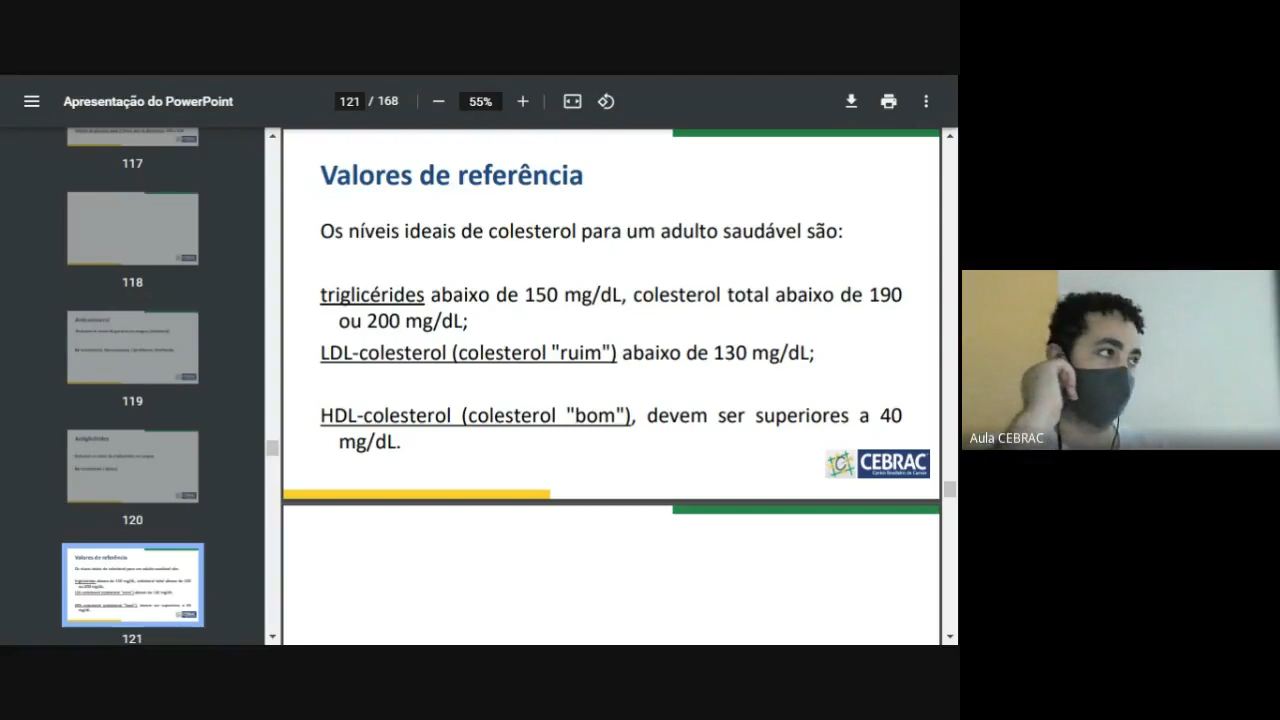 Apresentação do PowerPoint
121 / 168
55%
117
118
119
120
121
Valores de referência
Os níveis ideais de colesterol para um adulto saudável são:
triglicérides abaixo de 150 mg/dL, colesterol total abaixo de 190
ou 200 mg/dL;
LDL-colesterol (colesterol "ruim") abaixo de 130 mg/dL;
HDL-colesterol (colesterol "bom"), devem ser superiores a 40
mg/dL.
CEBRAC
Aula CEBRAC